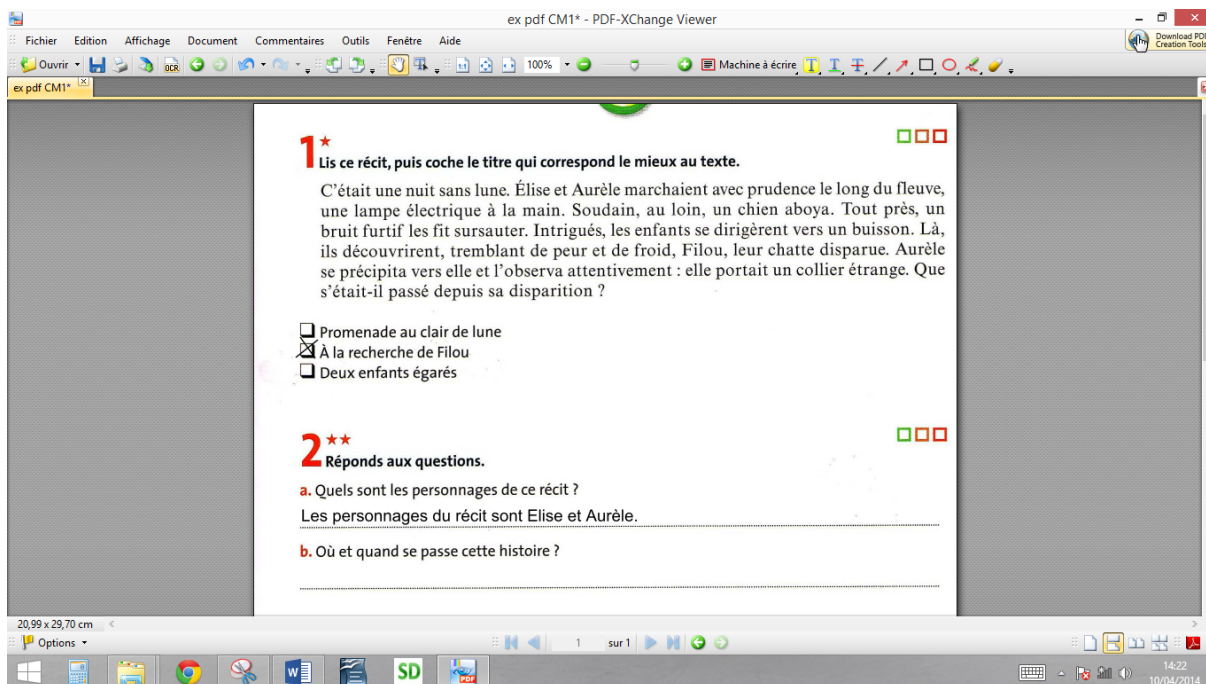 ex pdf CM1* - PDF-XChange Viewer
Fichier Edition Affichage Document Commentaires Outils Fenêtre Aide
Download PDF
Creation Tools
Ouvrir OCR 100% Machine à écrire T T T
ex pdf CM1*
1*
Lis ce récit, puis coche le titre qui correspond le mieux au texte.
C'était une nuit sans lune. Élise et Aurèle marchaient avec prudence le long du fleuve,
une lampe électrique à la main. Soudain, au loin, un chien aboya. Tout près, un
bruit furtif les fit sursauter. Intrigués, les enfants se dirigèrent vers un buisson. Là,
ils découvrirent, tremblant de peur et de froid, Filou, leur chatte disparue. Aurèle
se précipita vers elle et l'observa attentivement : elle portait un collier étrange. Que
s'était-il passé depuis sa disparition ?
Promenade au clair de lune
À la recherche de Filou
Deux enfants égarés
2**
Réponds aux questions.
a. Quels sont les personnages de ce récit ?
Les personnages du récit sont Elise et Aurèle.
b. Où et quand se passe cette histoire ?
20,99 x 29,70 cm
Options 1 sur 1
SD PDF
14:22
10/04/2014